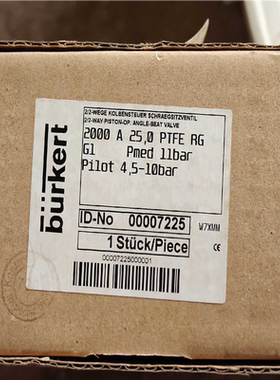 bürkert
2/2-WEGE KOLBENSTEUER SCHRAEGSITZVENTIL
2/2-WAY PISTON-OP. ANGLE-SEAT VALVE
2000 A 25,0 PTFE RG
G1 Pmed 11bar
Pilot 4,5-10bar
ID-No 00007225
W7XMM
1 Stück/Piece
CE
00007225000001